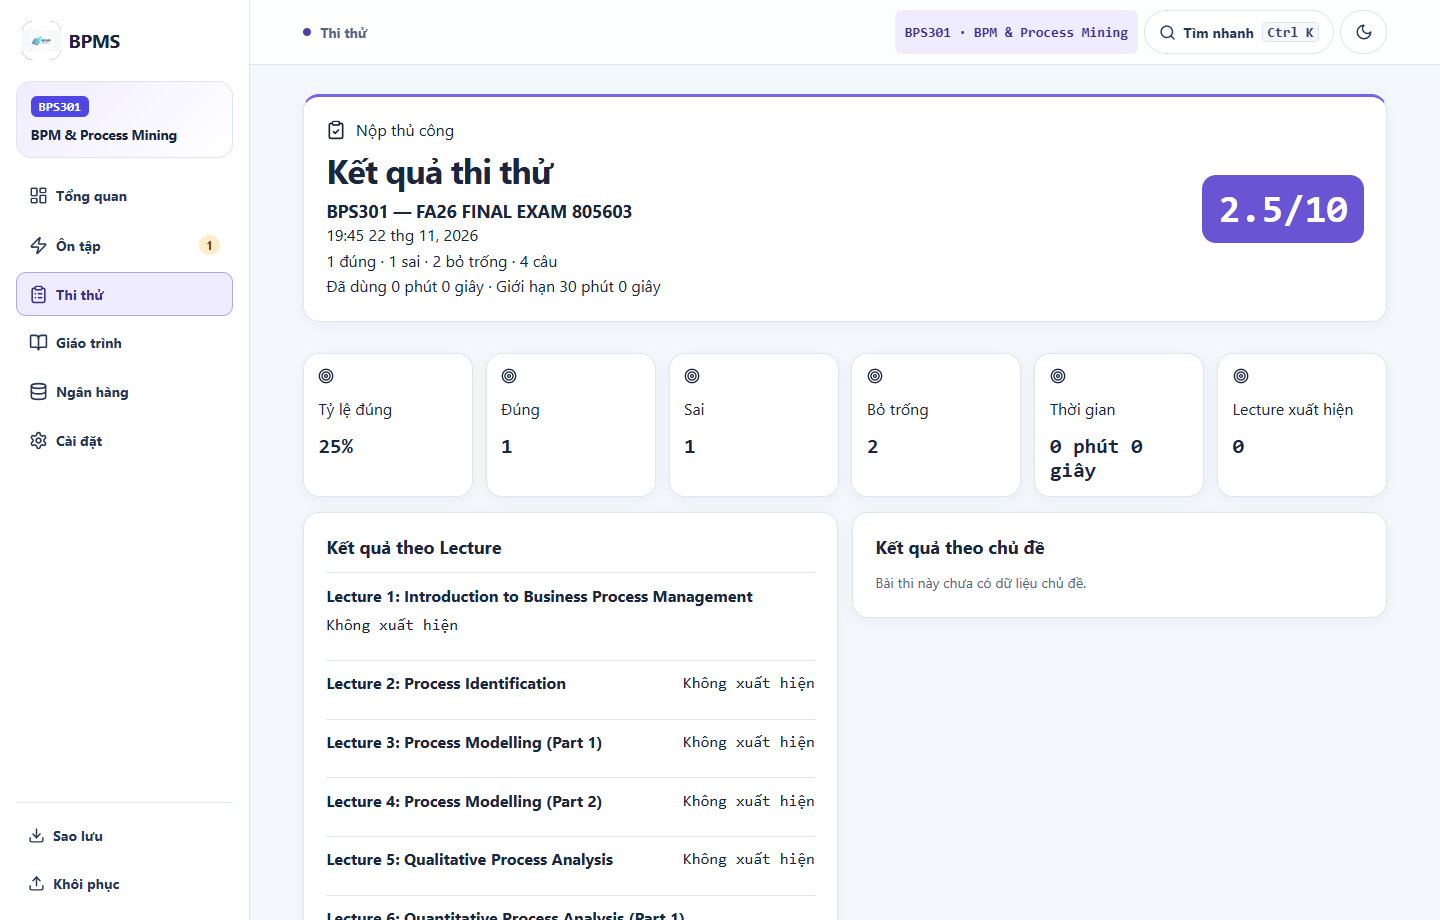 BPMS
BPS301
BPM & Process Mining
Tổng quan
Ôn tập
1
Thi thử
Giáo trình
Ngân hàng
Cài đặt
Sao lưu
Khôi phục
Thi thử
BPS301 · BPM & Process Mining
Tìm nhanh
Ctrl K
Nộp thủ công
Kết quả thi thử
BPS301 — FA26 FINAL EXAM 805603
19:45 22 thg 11, 2026
1 đúng · 1 sai · 2 bỏ trống · 4 câu
Đã dùng 0 phút 0 giây · Giới hạn 30 phút 0 giây
2.5/10
Tỷ lệ đúng
25%
Đúng
1
Sai
1
Bỏ trống
2
Thời gian
0 phút 0
giây
Lecture xuất hiện
0
Kết quả theo Lecture
Lecture 1: Introduction to Business Process Management
Không xuất hiện
Lecture 2: Process Identification
Không xuất hiện
Lecture 3: Process Modelling (Part 1)
Không xuất hiện
Lecture 4: Process Modelling (Part 2)
Không xuất hiện
Lecture 5: Qualitative Process Analysis
Không xuất hiện
Lecture 6: Quantitative Process Analysis (Part 1)
Kết quả theo chủ đề
Bài thi này chưa có dữ liệu chủ đề.